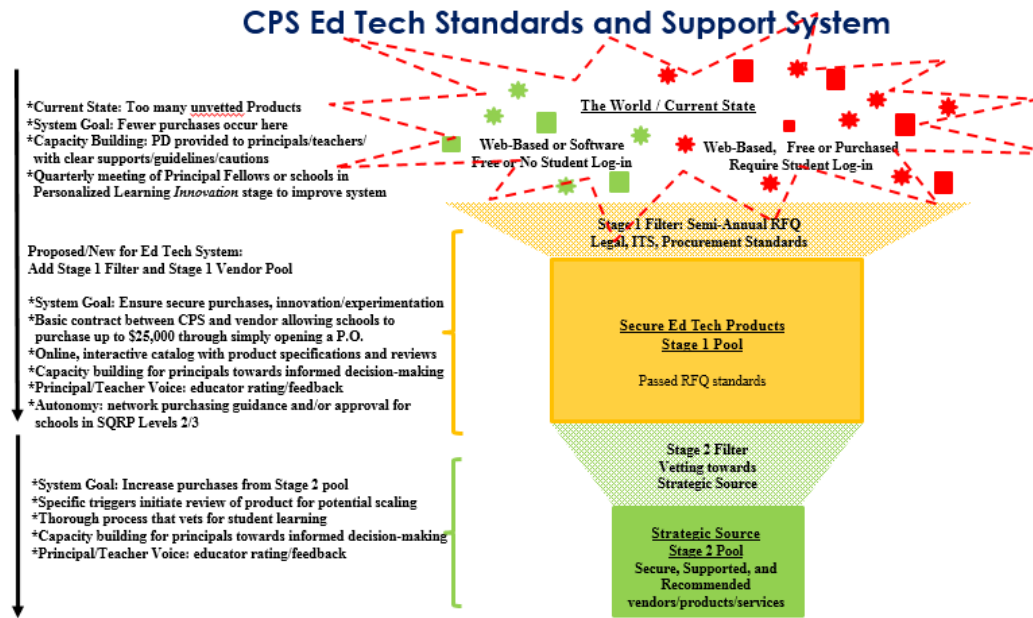 CPS Ed Tech Standards and Support System
*Current State: Too many unvetted Products
*System Goal: Fewer purchases occur here
*Capacity Building: PD provided to principals/teachers/
with clear supports/guidelines/cautions
*Quarterly meeting of Principal Fellows or schools in
Personalized Learning Innovation stage to improve system
The World / Current State
Web-Based or Software
Free or No Student Log-in
Web-Based, Free or Purchased
Require Student Log-in
Stage 1 Filter: Semi-Annual RFQ
Legal, ITS, Procurement Standards
Proposed/New for Ed Tech System:
Add Stage 1 Filter and Stage 1 Vendor Pool
*System Goal: Ensure secure purchases, innovation/experimentation
*Basic contract between CPS and vendor allowing schools to
purchase up to $25,000 through simply opening a P.O.
*Online, interactive catalog with product specifications and reviews
*Capacity building for principals towards informed decision-making
*Principal/Teacher Voice: educator rating/feedback
*Autonomy: network purchasing guidance and/or approval for
schools in SQRP Levels 2/3
Secure Ed Tech Products
Stage 1 Pool
Passed RFQ standards
Stage 2 Filter
Vetting towards
Strategic Source
*System Goal: Increase purchases from Stage 2 pool
*Specific triggers initiate review of product for potential scaling
*Thorough process that vets for student learning
*Capacity building for principals towards informed decision-making
*Principal/Teacher Voice: educator rating/feedback
Strategic Source
Stage 2 Pool
Secure, Supported, and
Recommended
vendors/products/services